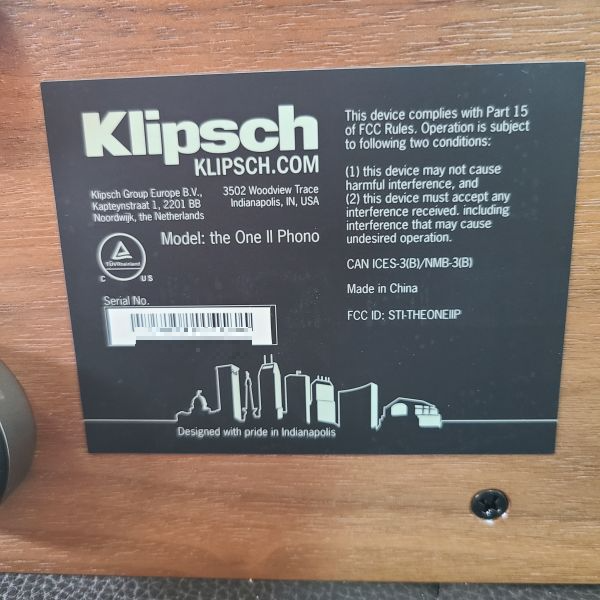 Klipsch
KLIPSCH.COM
Klipsch Group Europe B.V.,
Kapteynstraat 1, 2201 BB
Noordwijk, the Netherlands
3502 Woodview Trace
Indianapolis, IN, USA
TÜVRheinland
C US
Model: the One II Phono
Serial No.
Designed with pride in Indianapolis
This device complies with Part 15
of FCC Rules. Operation is subject
to following two conditions:
(1) this device may not cause
harmful interference, and
(2) this device must accept any
interference received. including
interference that may cause
undesired operation.
CAN ICES-3(B)/NMB-3(B)
Made in China
FCC ID: STI-THEONEIIP